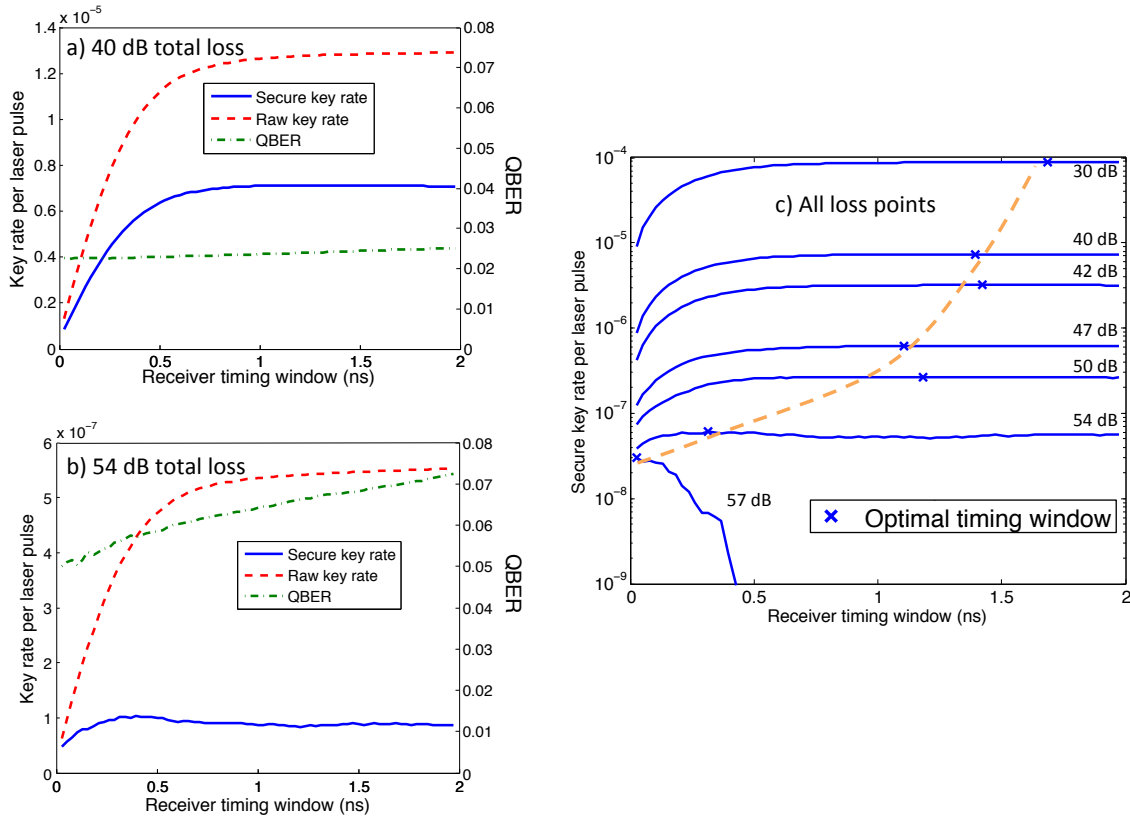 x 10⁻⁵
a) 40 dB total loss
1.4
1.2
1
0.8
0.6
0.4
0.2
0
Key rate per laser pulse
0.08
0.07
0.06
0.05
0.04
0.03
0.02
0.01
0
QBER
Secure key rate
Raw key rate
QBER
0 0.5 1 1.5 2
Receiver timing window (ns)
x 10⁻⁷
b) 54 dB total loss
6
5
4
3
2
1
0
Key rate per laser pulse
0.08
0.07
0.06
0.05
0.04
0.03
0.02
0.01
0
QBER
Secure key rate
Raw key rate
QBER
0 0.5 1 1.5 2
Receiver timing window (ns)
c) All loss points
10⁻⁴
10⁻⁵
10⁻⁶
10⁻⁷
10⁻⁸
10⁻⁹
Secure key rate per laser pulse
30 dB
40 dB
42 dB
47 dB
50 dB
54 dB
57 dB
Optimal timing window
0 0.5 1 1.5 2
Receiver timing window (ns)